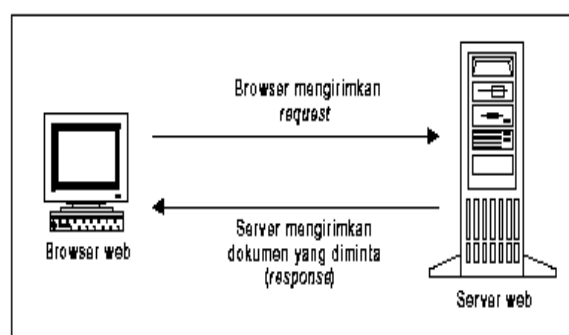 Browser mengirimkan
request
Browser web
Server mengirimkan
dokumen yang diminta
(response)
Server web